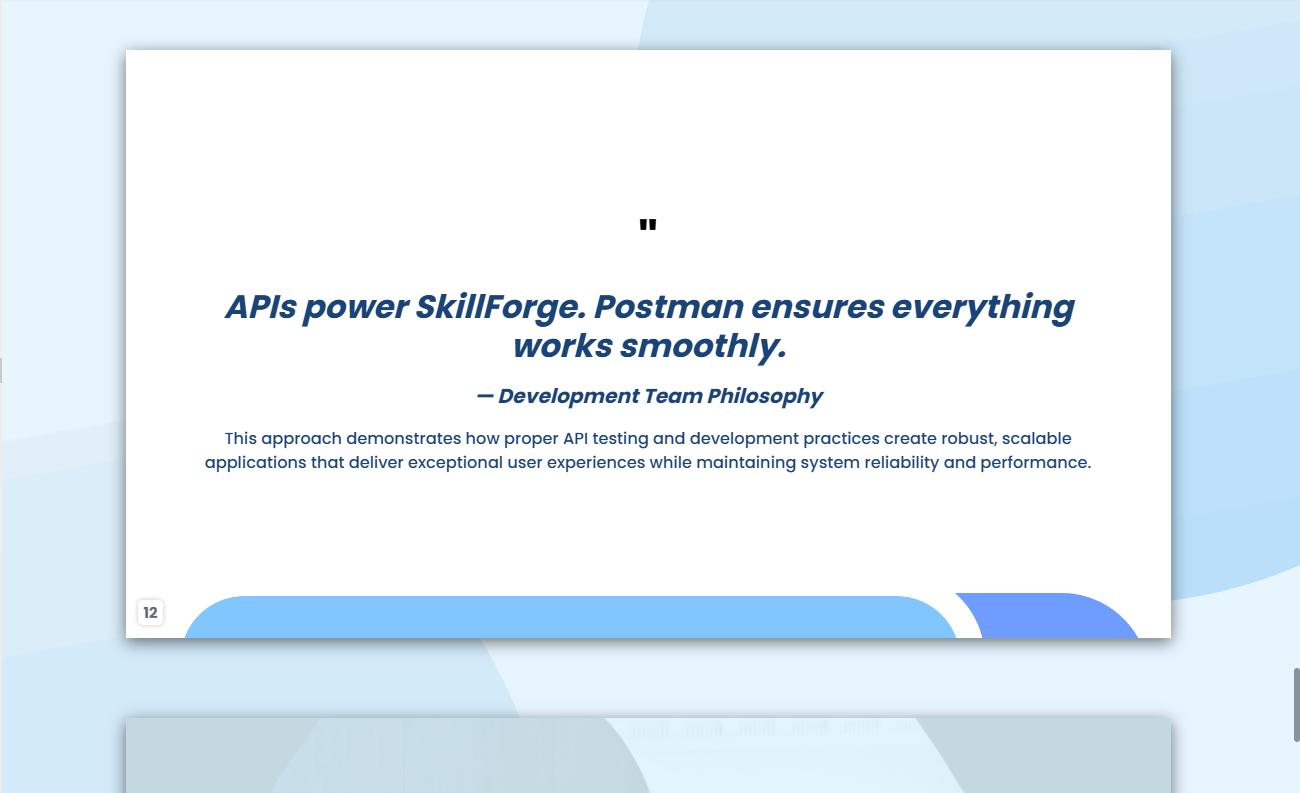 "
APIs power SkillForge. Postman ensures everything
works smoothly.
— Development Team Philosophy
This approach demonstrates how proper API testing and development practices create robust, scalable
applications that deliver exceptional user experiences while maintaining system reliability and performance.
12